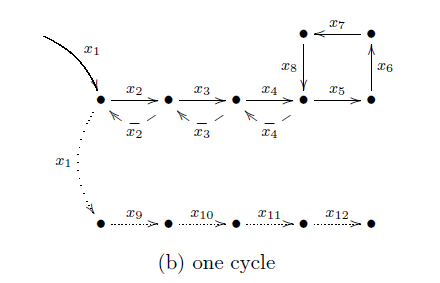 x₇
x₁ x₈ x₆
x₂ x₃ x₄ x₅
x₂ x₃ x₄
x₁
x₉ x₁₀ x₁₁ x₁₂
(b) one cycle